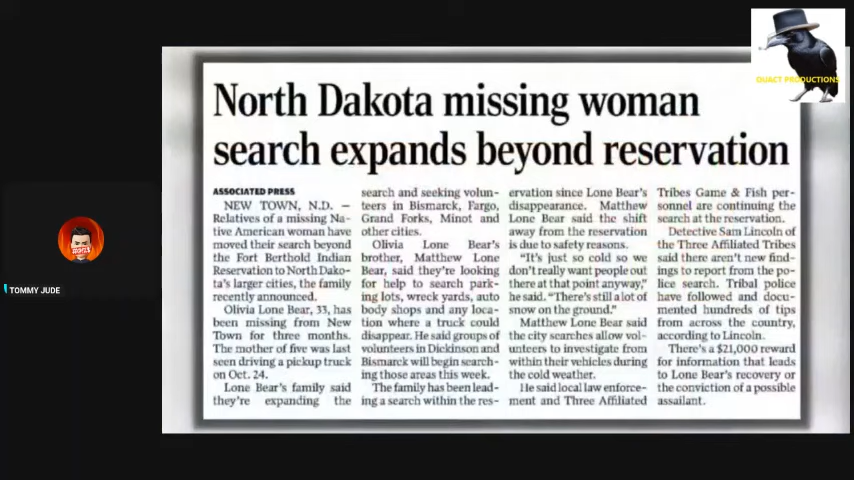 North Dakota missing woman
search expands beyond reservation
ASSOCIATED PRESS
NEW TOWN, N.D. —
Relatives of a missing Na-
tive American woman have
moved their search beyond
the Fort Berthold Indian
Reservation to North Dako-
ta's larger cities, the family
recently announced.
Olivia Lone Bear, 33, has
been missing from New
Town for three months.
The mother of five was last
seen driving a pickup truck
on Oct. 24.
Lone Bear's family said
they're expanding the
search and seeking volun-
teers in Bismarck, Fargo,
Grand Forks, Minot and
other cities.
Olivia Lone Bear's
brother, Matthew Lone
Bear, said they're looking
for help to search park-
ing lots, wreck yards, auto
body shops and any loca-
tion where a truck could
disappear. He said groups of
volunteers in Dickinson and
Bismarck will begin search-
ing those areas this week.
The family has been lead-
ing a search within the res-
ervation since Lone Bear's
disappearance. Matthew
Lone Bear said the shift
away from the reservation
is due to safety reasons.
"It's just so cold so we
don't really want people out
there at that point anyway,"
he said. "There's still a lot of
snow on the ground."
Matthew Lone Bear said
the city searches allow vol-
unteers to investigate from
within their vehicles during
the cold weather.
He said local law enforce-
ment and Three Affiliated
Tribes Game & Fish per-
sonnel are continuing the
search at the reservation.
Detective Sam Lincoln of
the Three Affiliated Tribes
said there aren't new find-
ings to report from the po-
lice search. Tribal police
have followed and docu-
mented hundreds of tips
from across the country,
according to Lincoln.
There's a $21,000 reward
for information that leads
to Lone Bear's recovery or
the conviction of a possible
assailant.
QUACT PRODUCTIONS
TOMMY JUDE